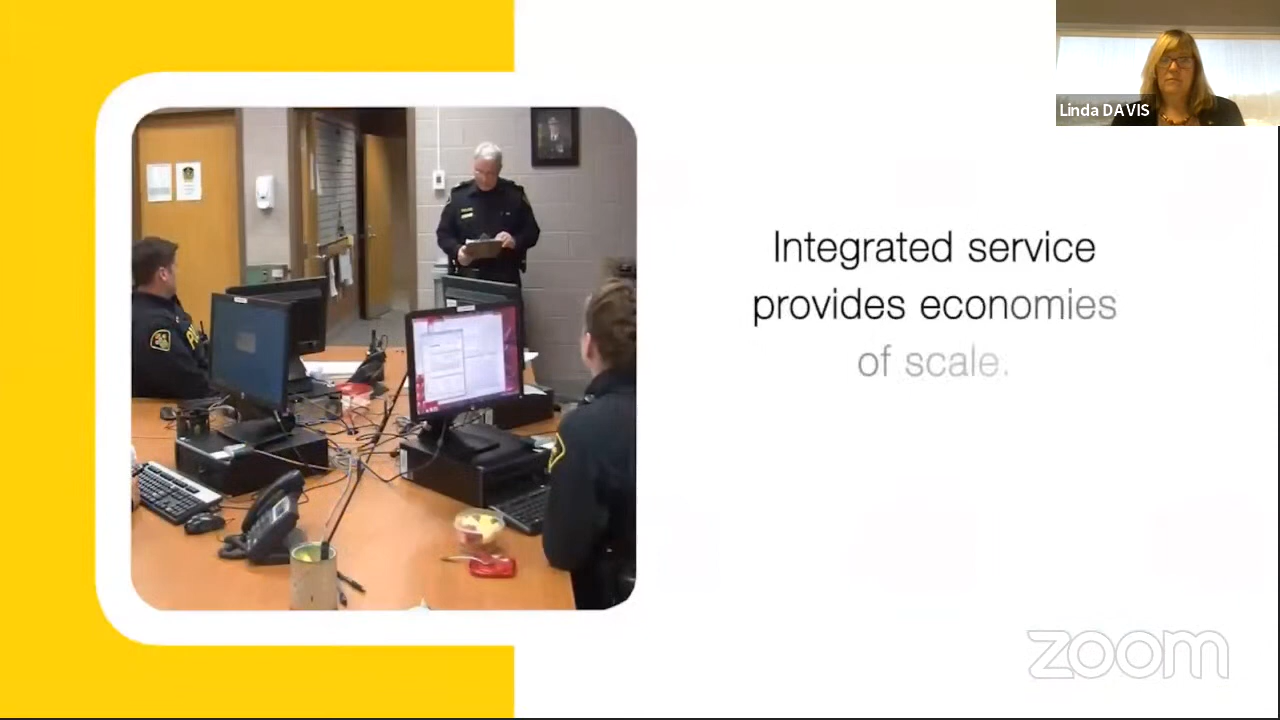 Linda DAVIS
Integrated service
provides economies
of scale.
zoom